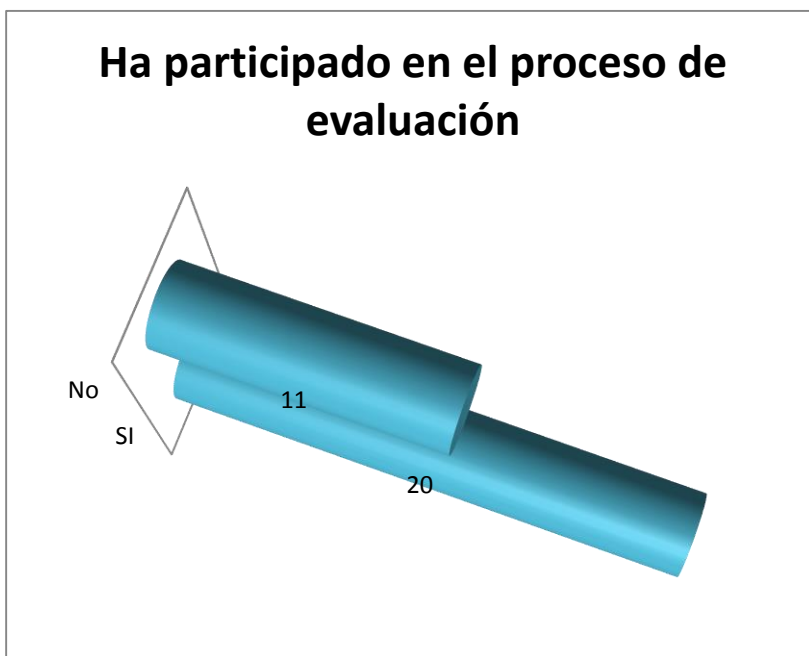 Ha participado en el proceso de
evaluación
No
SI
11
20